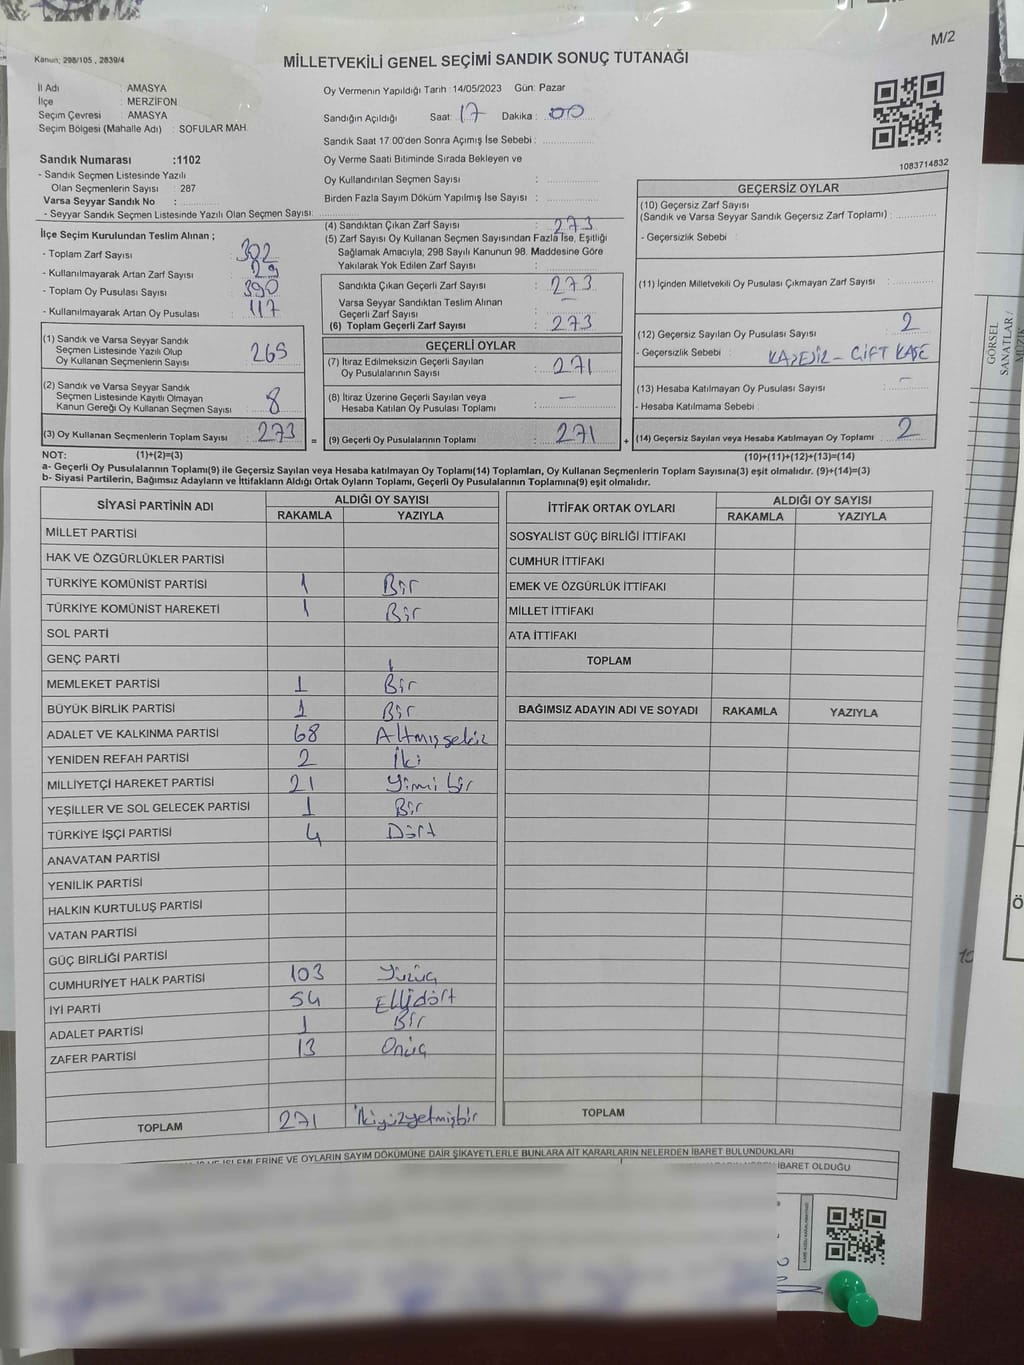 M/2
Kanun; 298/105 , 2839/4
MİLLETVEKİLİ GENEL SEÇİMİ SANDIK SONUÇ TUTANAĞI
İl Adı : AMASYA
İlçe : MERZİFON
Seçim Çevresi : AMASYA
Seçim Bölgesi (Mahalle Adı) : SOFULAR MAH.
Oy Vermenin Yapıldığı Tarih :14/05/2023 Gün: Pazar
Sandığın Açıldığı Saat: 17 Dakika : 00
Sandık Saat 17:00'den Sonra Açımış İse Sebebi :
Sandık Numarası :1102
- Sandık Seçmen Listesinde Yazılı
Olan Seçmenlerin Sayısı : 287
Varsa Seyyar Sandık No :
- Seyyar Sandık Seçmen Listesinde Yazılı Olan Seçmen Sayısı:
Oy Verme Saati Bitiminde Sırada Bekleyen ve
Oy Kullandırılan Seçmen Sayısı :
Birden Fazla Sayım Döküm Yapılmış İse Sayısı :
1083714832
İlçe Seçim Kurulundan Teslim Alınan ;
- Toplam Zarf Sayısı : 302
- Kullanılmayarak Artan Zarf Sayısı : 29
- Toplam Oy Pusulası Sayısı : 390
- Kullanılmayarak Artan Oy Pusulası : 117
(1) Sandık ve Varsa Seyyar Sandık
Seçmen Listesinde Yazılı Olup
Oy Kullanan Seçmenlerin Sayısı : 265
(2) Sandık ve Varsa Seyyar Sandık
Seçmen Listesinde Kayıtlı Olmayan
Kanun Gereği Oy Kullanan Seçmen Sayısı : 8
(3) Oy Kullanan Seçmenlerin Toplam Sayısı : 273 =
(4) Sandıktan Çıkan Zarf Sayısı : 273
(5) Zarf Sayısı Oy Kullanan Seçmen Sayısından Fazla İse, Eşitliği
Sağlamak Amacıyla, 298 Sayılı Kanunun 98. Maddesine Göre
Yakılarak Yok Edilen Zarf Sayısı :
Sandıkta Çıkan Geçerli Zarf Sayısı : 273
Varsa Seyyar Sandıktan Teslim Alınan
Geçerli Zarf Sayısı : —
(6) Toplam Geçerli Zarf Sayısı : 273
GEÇERLİ OYLAR
(7) İtiraz Edilmeksizin Geçerli Sayılan
Oy Pusulalarının Sayısı : 271
(8) İtiraz Üzerine Geçerli Sayılan veya
Hesaba Katılan Oy Pusulası Toplamı : —
(9) Geçerli Oy Pusulalarının Toplamı : 271 +
GEÇERSİZ OYLAR
(10) Geçersiz Zarf Sayısı
(Sandık ve Varsa Seyyar Sandık Geçersiz Zarf Toplamı) :
- Geçersizlik Sebebi :
(11) İçinden Milletvekili Oy Pusulası Çıkmayan Zarf Sayısı :
(12) Geçersiz Sayılan Oy Pusulası Sayısı : 2
- Geçersizlik Sebebi : KAŞESİZ - ÇİFT KAŞE
(13) Hesaba Katılmayan Oy Pusulası Sayısı : —
- Hesaba Katılmama Sebebi :
(14) Geçersiz Sayılan veya Hesaba Katılmayan Oy Toplamı : 2
NOT: (1)+(2)=(3) (10)+(11)+(12)+(13)=(14)
a- Geçerli Oy Pusulalarının Toplamı(9) ile Geçersiz Sayılan veya Hesaba katılmayan Oy Toplamı(14) Toplamları, Oy Kullanan Seçmenlerin Toplam Sayısına(3) eşit olmalıdır. (9)+(14)=(3)
b- Siyasi Partilerin, Bağımsız Adayların ve İttifakların Aldığı Ortak Oyların Toplamı, Geçerli Oy Pusulalarının Toplamına(9) eşit olmalıdır.
SİYASİ PARTİNİN ADI ALDIĞI OY SAYISI
RAKAMLA YAZIYLA
MİLLET PARTİSİ
HAK VE ÖZGÜRLÜKLER PARTİSİ
TÜRKİYE KOMÜNİST PARTİSİ 1 Bir
TÜRKİYE KOMÜNİST HAREKETİ 1 Bir
SOL PARTİ
GENÇ PARTİ
MEMLEKET PARTİSİ 1 Bir
BÜYÜK BİRLİK PARTİSİ 1 Bir
ADALET VE KALKINMA PARTİSİ 68 Altmışsekiz
YENİDEN REFAH PARTİSİ 2 İki
MİLLİYETÇİ HAREKET PARTİSİ 21 Yimi bir
YEŞİLLER VE SOL GELECEK PARTİSİ 1 Bir
TÜRKİYE İŞÇİ PARTİSİ 4 Dört
ANAVATAN PARTİSİ
YENİLİK PARTİSİ
HALKIN KURTULUŞ PARTİSİ
VATAN PARTİSİ
GÜÇ BİRLİĞİ PARTİSİ
CUMHURİYET HALK PARTİSİ 103 Yüzüç
İYİ PARTİ 54 Ellidört
ADALET PARTİSİ 1 Bir
ZAFER PARTİSİ 13 Onüç
TOPLAM 271 İkiyüzyetmişbir
İTTİFAK ORTAK OYLARI ALDIĞI OY SAYISI
RAKAMLA YAZIYLA
SOSYALİST GÜÇ BİRLİĞİ İTTİFAKI
CUMHUR İTTİFAKI
EMEK VE ÖZGÜRLÜK İTTİFAKI
MİLLET İTTİFAKI
ATA İTTİFAKI
TOPLAM
BAĞIMSIZ ADAYIN ADI VE SOYADI RAKAMLA YAZIYLA
TOPLAM
VE OYLARIN SAYIM DÖKÜMÜNE DAİR ŞİKAYETLERLE BUNLARA AİT KARARLARIN NELERDEN İBARET BULUNDUKLARI
İBARET OLDUĞU
GÖRSEL
SANATLAR /
MÜZİK